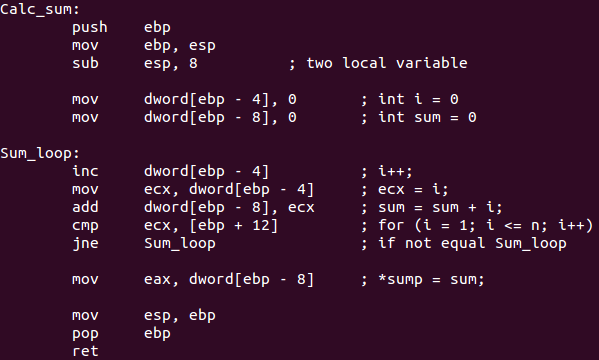 Calc_sum:
push ebp
mov ebp, esp
sub esp, 8 ; two local variable
mov dword[ebp - 4], 0 ; int i = 0
mov dword[ebp - 8], 0 ; int sum = 0
Sum_loop:
inc dword[ebp - 4] ; i++;
mov ecx, dword[ebp - 4] ; ecx = i;
add dword[ebp - 8], ecx ; sum = sum + i;
cmp ecx, [ebp + 12] ; for (i = 1; i <= n; i++)
jne Sum_loop ; if not equal Sum_loop
mov eax, dword[ebp - 8] ; *sump = sum;
mov esp, ebp
pop ebp
ret